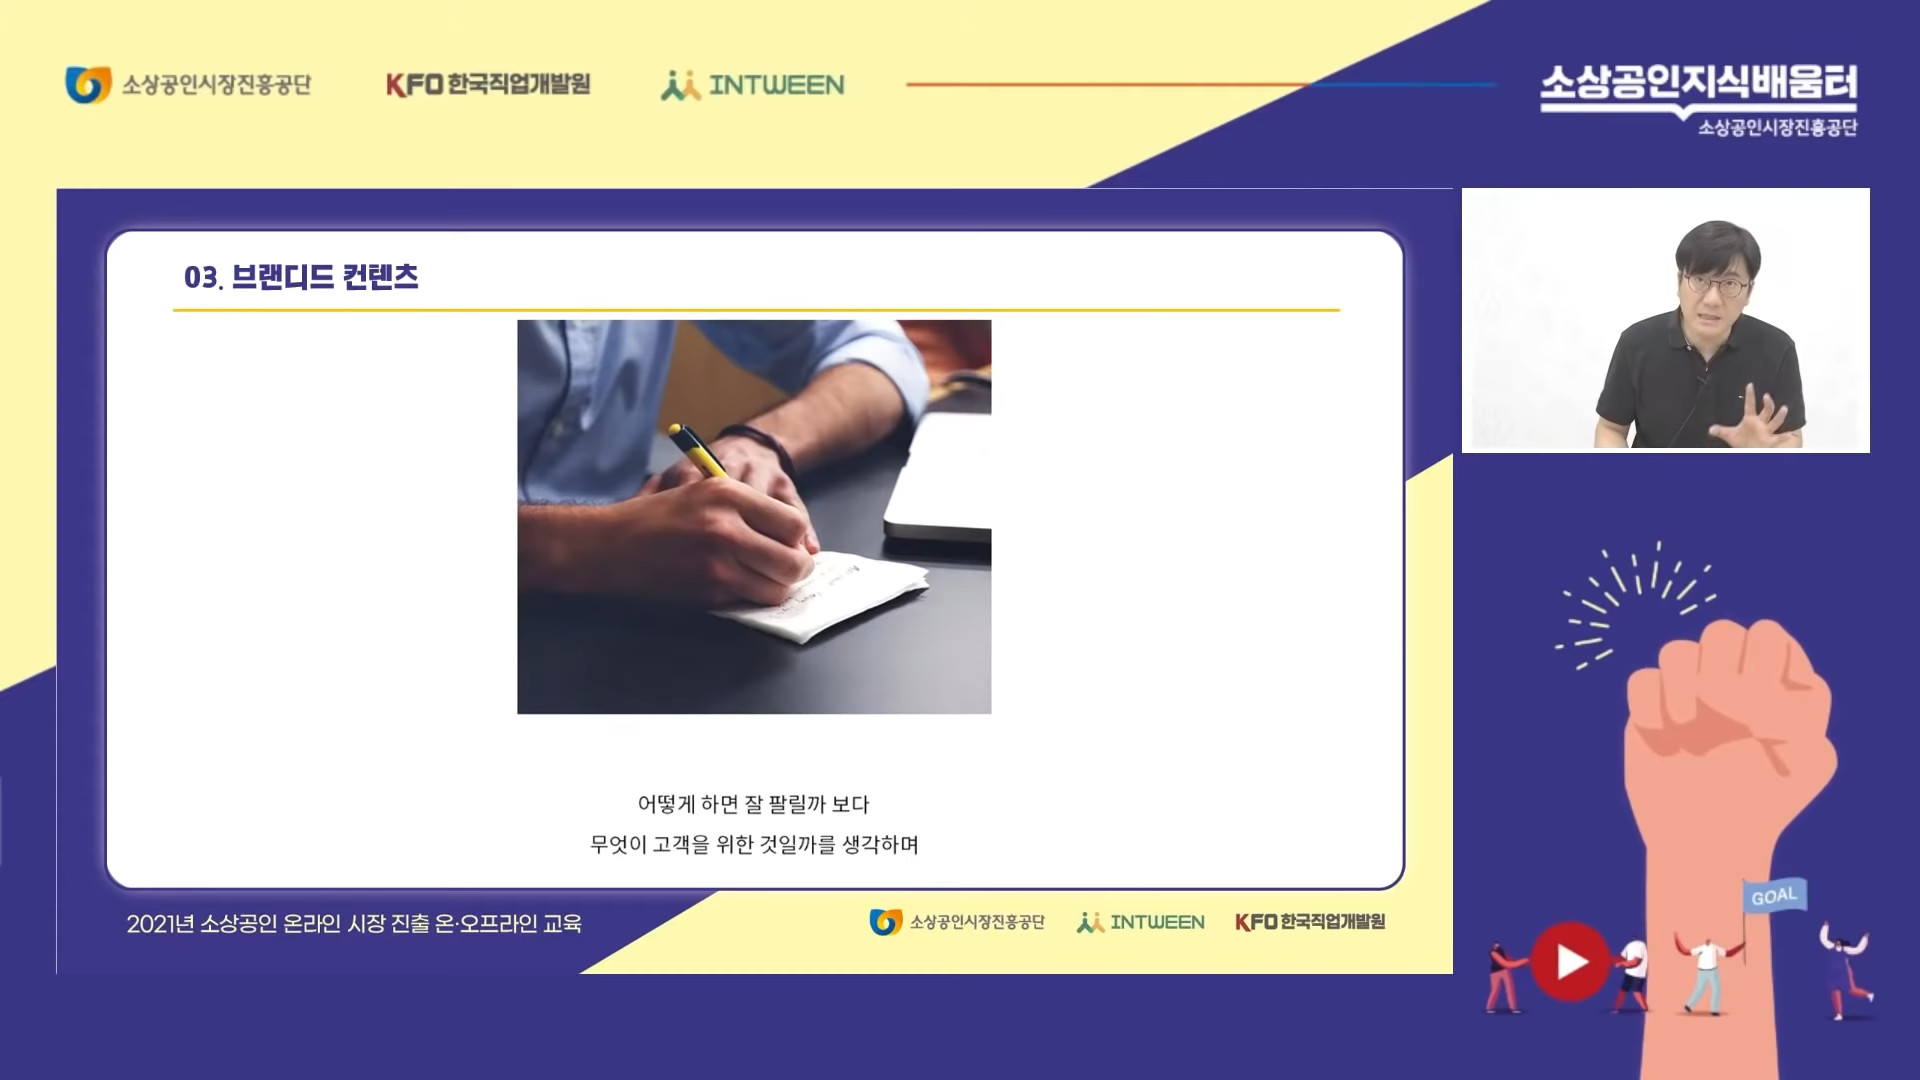 소상공인시장진흥공단
KFO 한국직업개발원
INTWEEN
소상공인지식배움터
소상공인시장진흥공단
03. 브랜디드 컨텐츠
어떻게 하면 잘 팔릴까 보다
무엇이 고객을 위한 것일까를 생각하며
2021년 소상공인 온라인 시장 진출 온·오프라인 교육
소상공인시장진흥공단
INTWEEN
KFO 한국직업개발원
GOAL